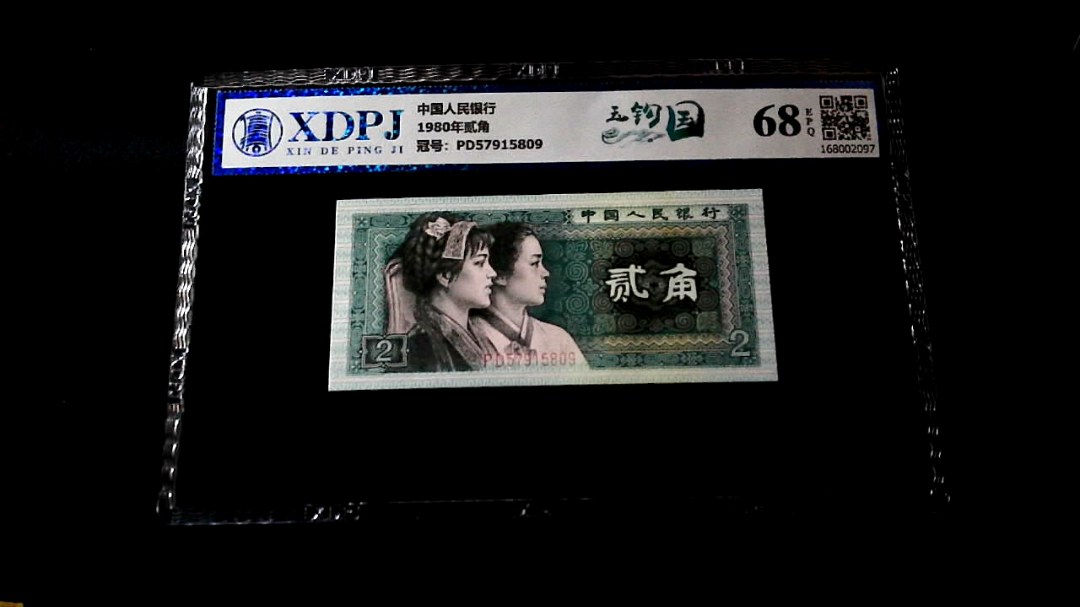 XDPJ
XIN DE PING JI
中国人民银行
1980年贰角
冠号：PD57915809
玉钩国
68
EPQ
168002097
中国人民银行
贰角
2
2
PD57915809